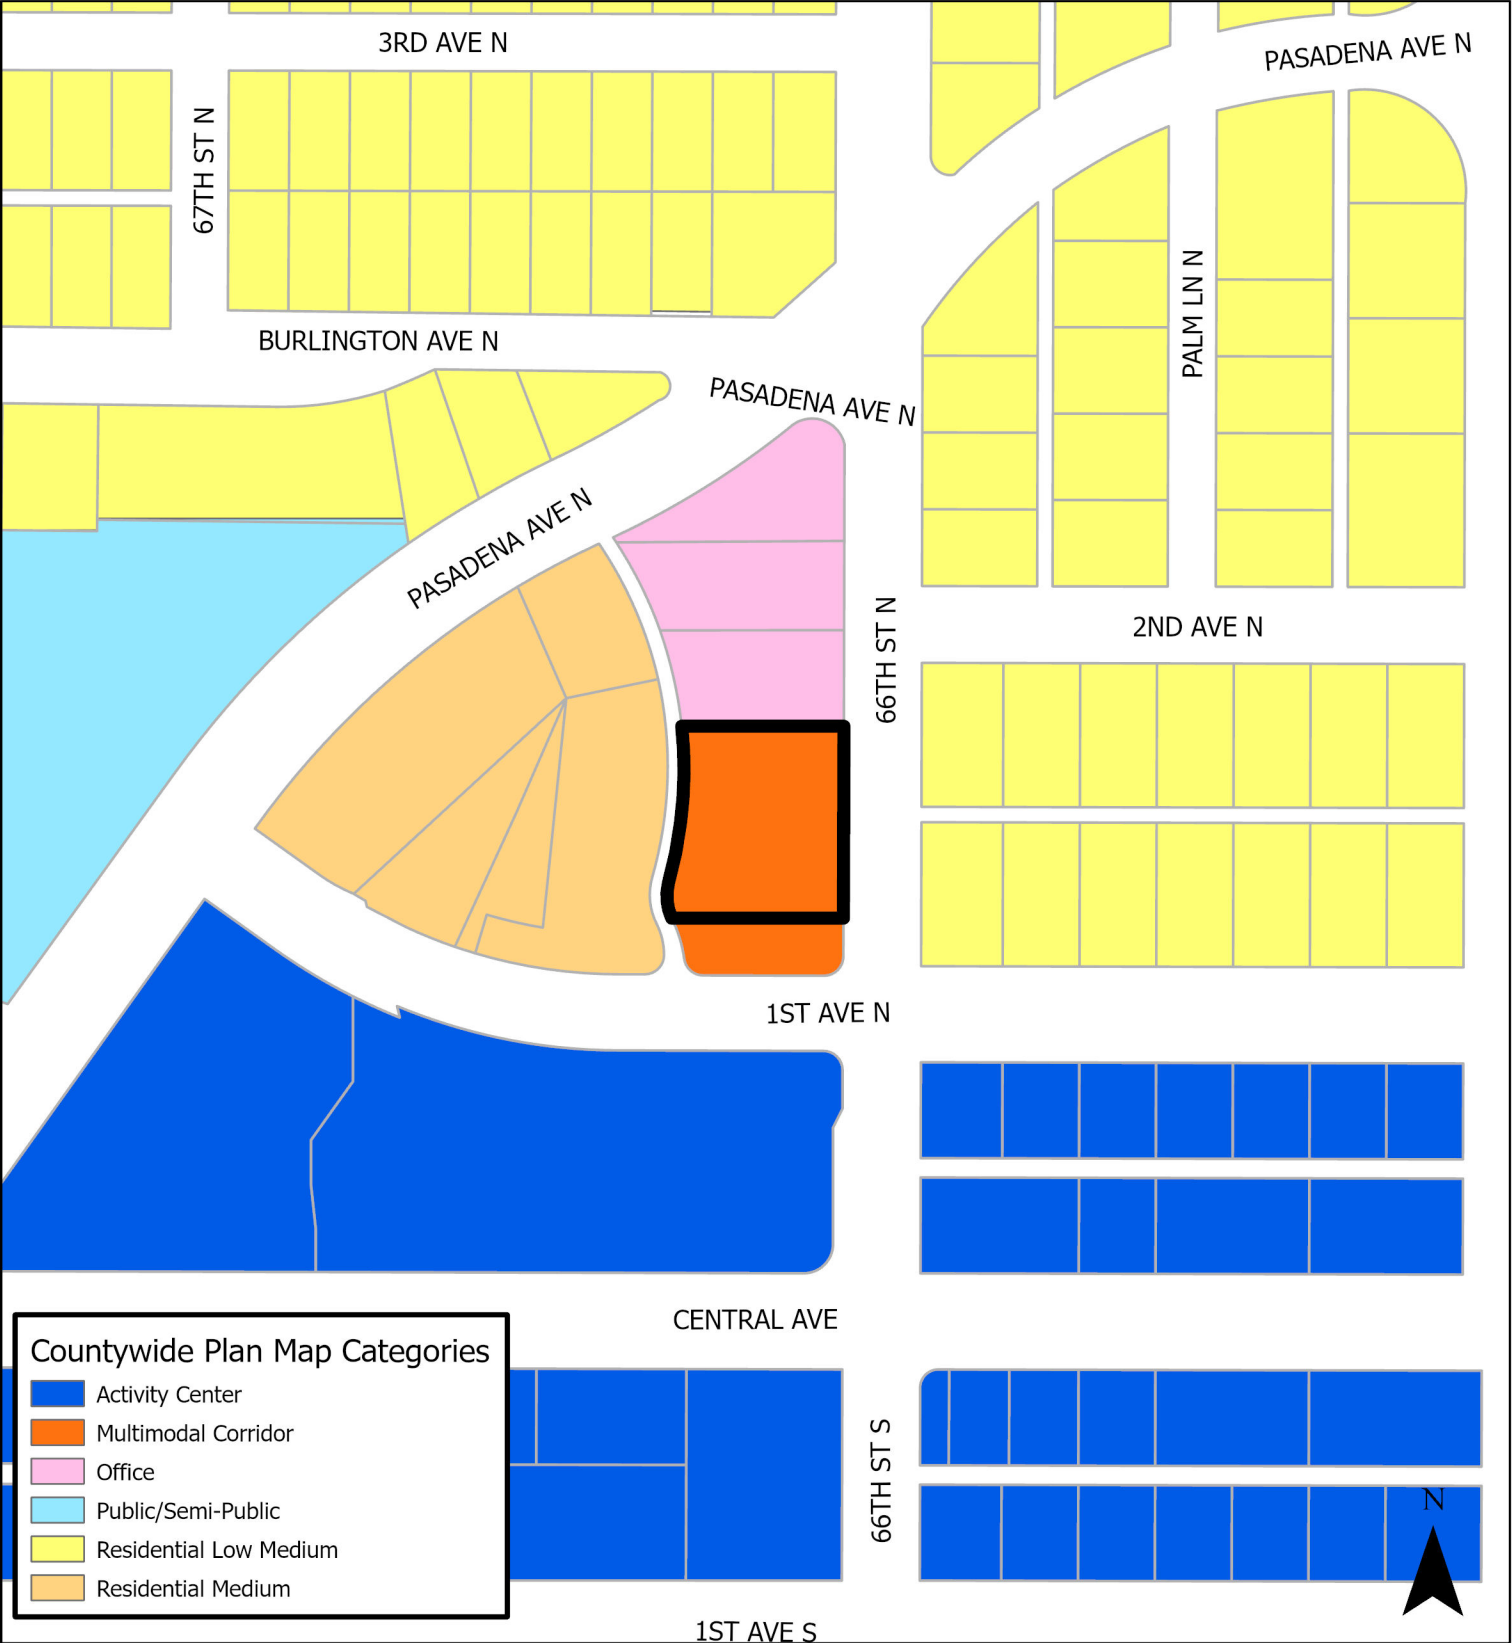 3RD AVE N
PASADENA AVE N
67TH ST N
PALM LN N
BURLINGTON AVE N
PASADENA AVE N
PASADENA AVE N
66TH ST N
2ND AVE N
1ST AVE N
CENTRAL AVE
Countywide Plan Map Categories
Activity Center
Multimodal Corridor
Office
Public/Semi-Public
Residential Low Medium
Residential Medium
66TH ST S
N
1ST AVE S